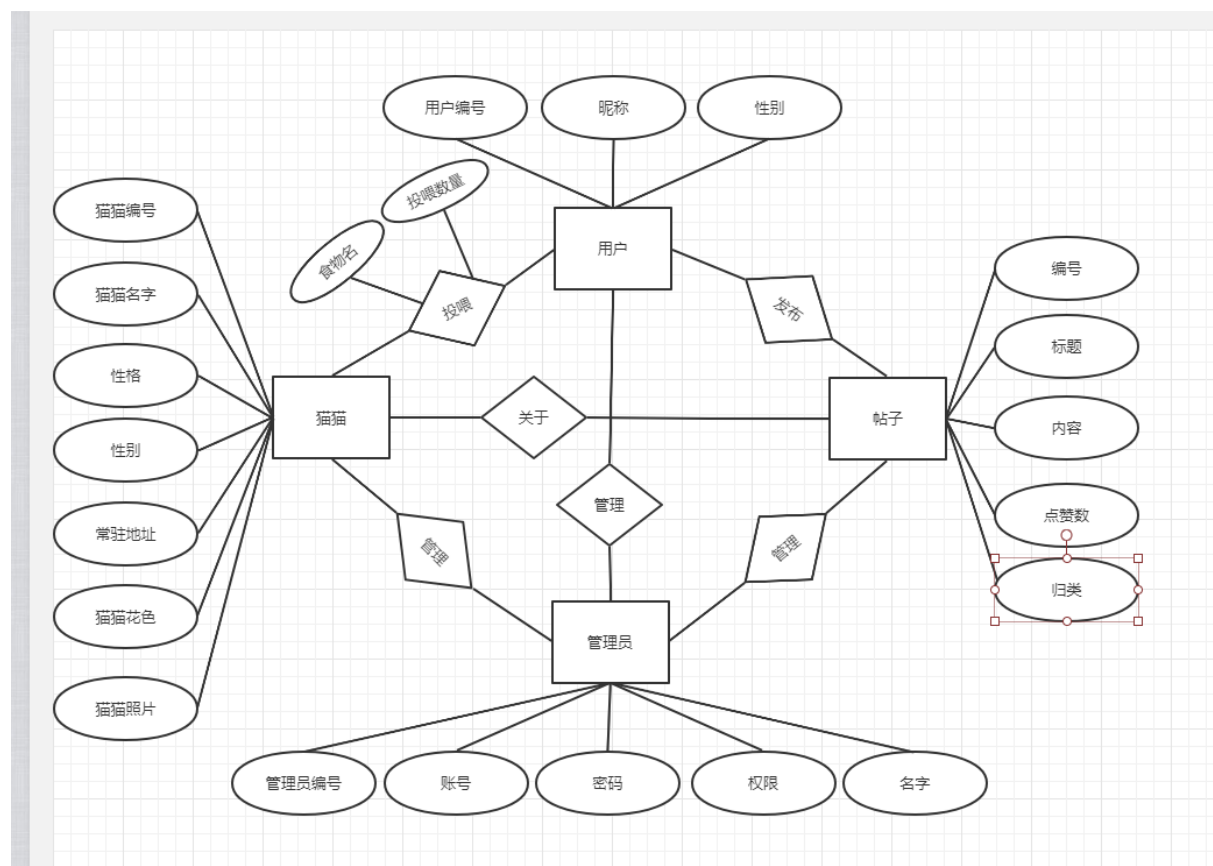 用户编号
昵称
性别
投喂数量
食物名
猫猫编号
猫猫名字
性格
性别
常驻地址
猫猫花色
猫猫照片
用户
投喂
发布
猫猫
关于
帖子
编号
标题
内容
点赞数
归类
管理
管理
管理
管理员
管理员编号
账号
密码
权限
名字